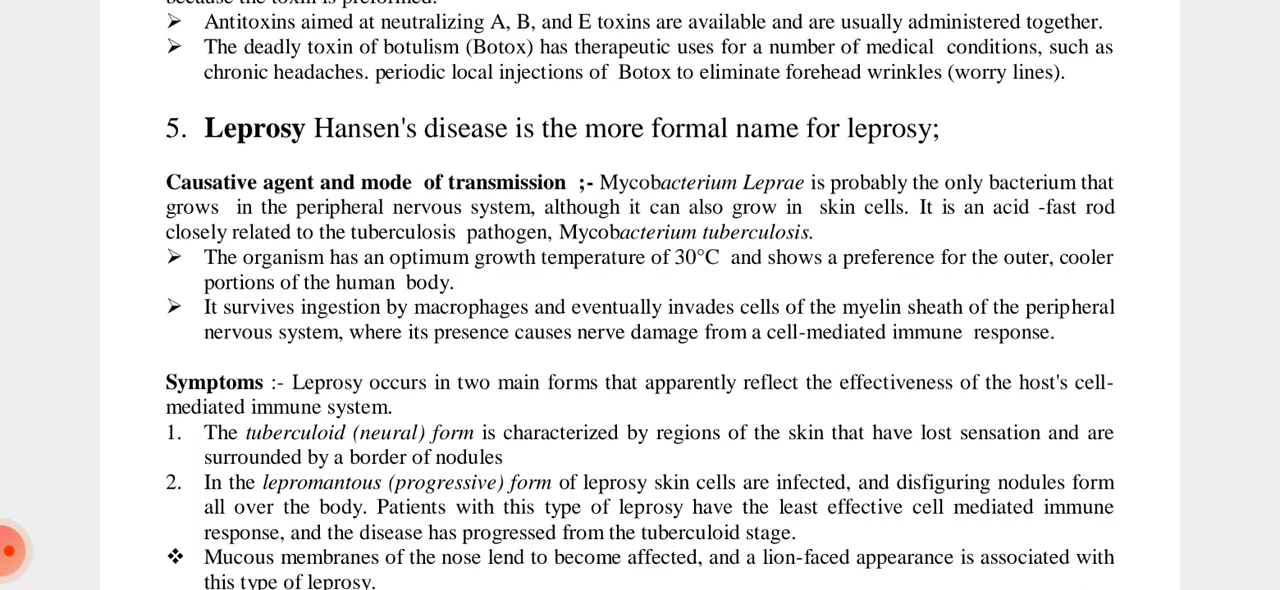 because the toxin is preformed.
➢ Antitoxins aimed at neutralizing A, B, and E toxins are available and are usually administered together.
➢ The deadly toxin of botulism (Botox) has therapeutic uses for a number of medical conditions, such as
chronic headaches. periodic local injections of Botox to eliminate forehead wrinkles (worry lines).
5. Leprosy Hansen's disease is the more formal name for leprosy;
Causative agent and mode of transmission ;- Mycobacterium Leprae is probably the only bacterium that
grows in the peripheral nervous system, although it can also grow in skin cells. It is an acid -fast rod
closely related to the tuberculosis pathogen, Mycobacterium tuberculosis.
➢ The organism has an optimum growth temperature of 30°C and shows a preference for the outer, cooler
portions of the human body.
➢ It survives ingestion by macrophages and eventually invades cells of the myelin sheath of the peripheral
nervous system, where its presence causes nerve damage from a cell-mediated immune response.
Symptoms :- Leprosy occurs in two main forms that apparently reflect the effectiveness of the host's cell-
mediated immune system.
1. The tuberculoid (neural) form is characterized by regions of the skin that have lost sensation and are
surrounded by a border of nodules
2. In the lepromantous (progressive) form of leprosy skin cells are infected, and disfiguring nodules form
all over the body. Patients with this type of leprosy have the least effective cell mediated immune
response, and the disease has progressed from the tuberculoid stage.
❖ Mucous membranes of the nose lend to become affected, and a lion-faced appearance is associated with
this type of leprosy.